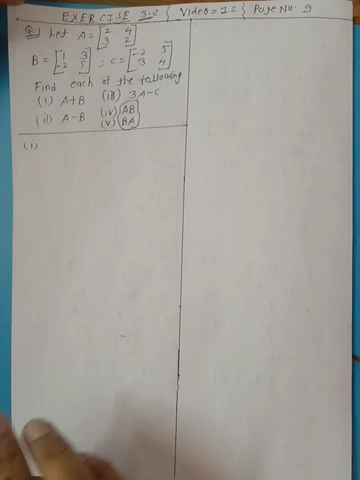 EXERCISE 3.2 { Video = 12 } Page No: 9
Q1 Let A = [2 4
3 2]
B = [1 3
-2 5] ; C = [-2 5
3 4]
Find each of the following
(i) A+B (iii) 3A-C
(ii) A-B (iv) AB
(v) BA
(i)